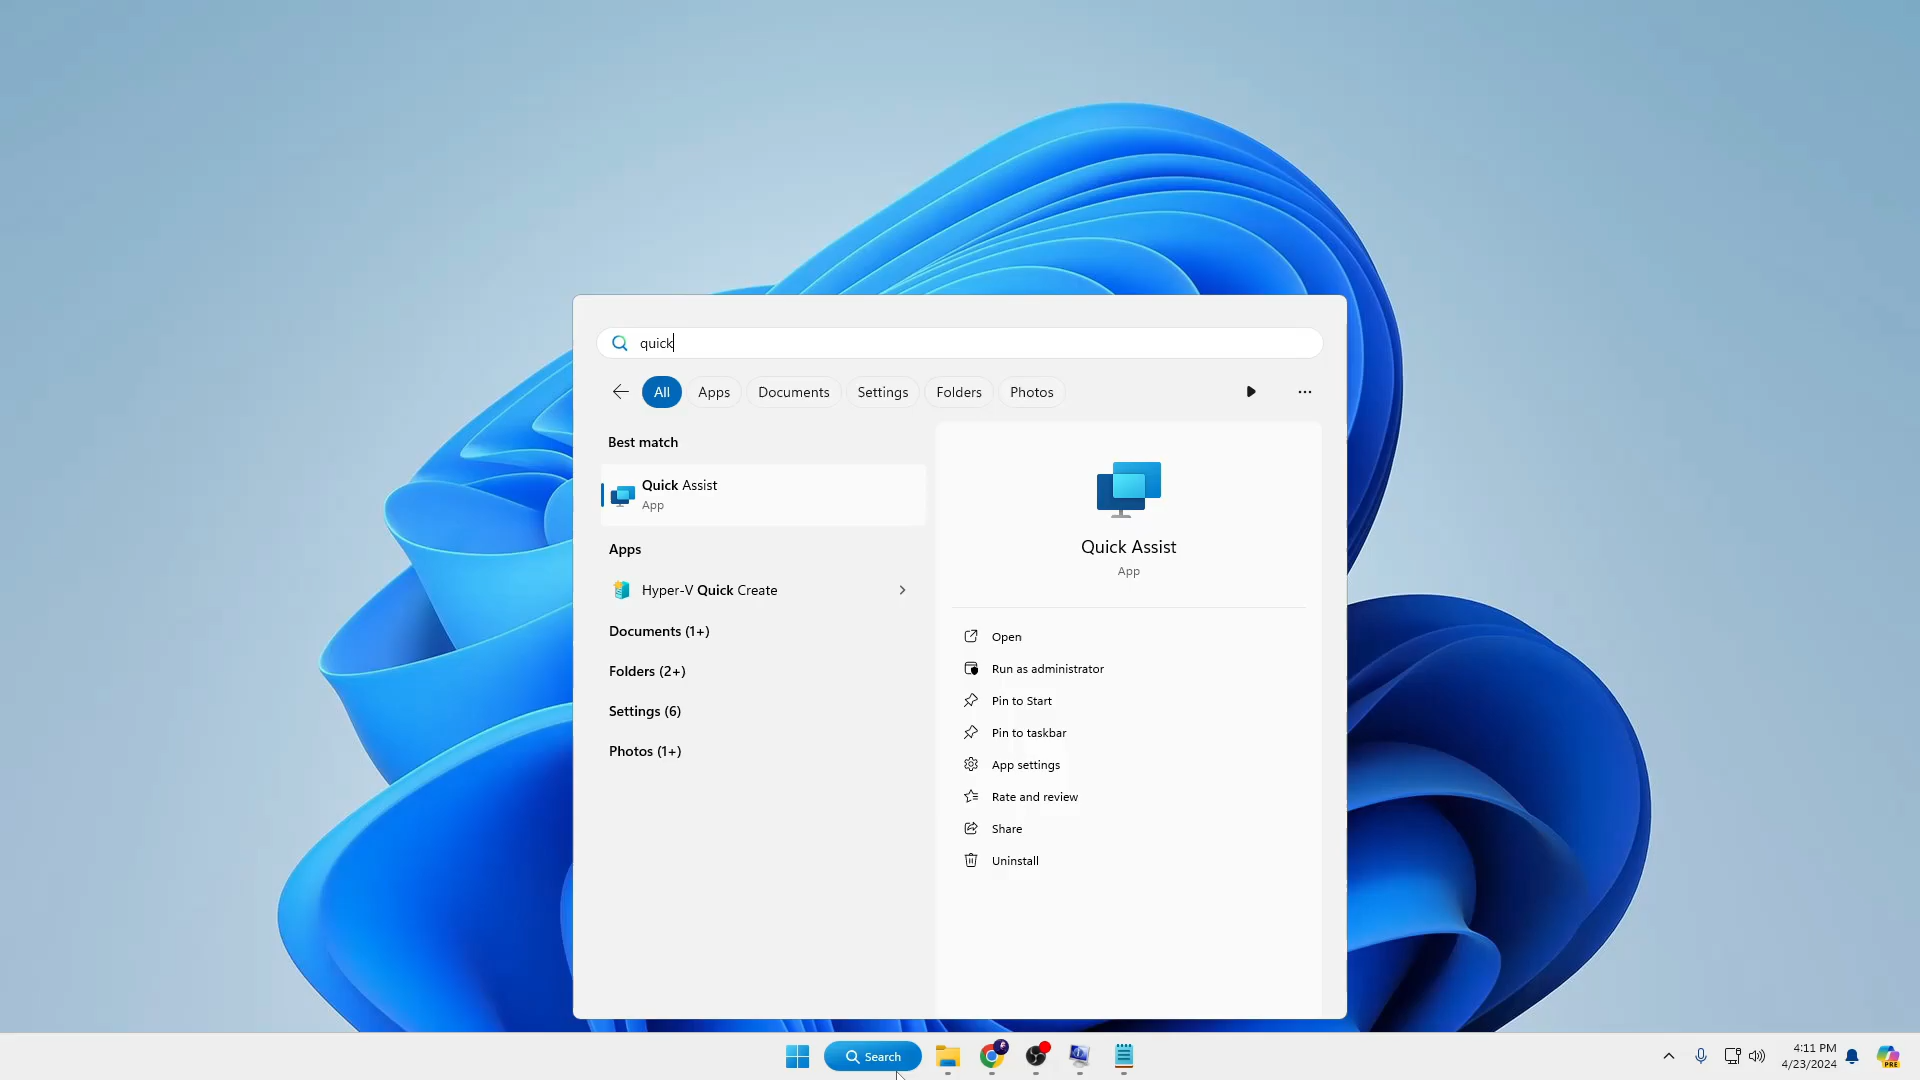 quick
All
Apps
Documents
Settings
Folders
Photos
Best match
Quick Assist
App
Apps
Hyper-V Quick Create
Documents (1+)
Folders (2+)
Settings (6)
Photos (1+)
Quick Assist
App
Open
Run as administrator
Pin to Start
Pin to taskbar
App settings
Rate and review
Share
Uninstall
Search
4:11 PM
4/23/2024
PRE